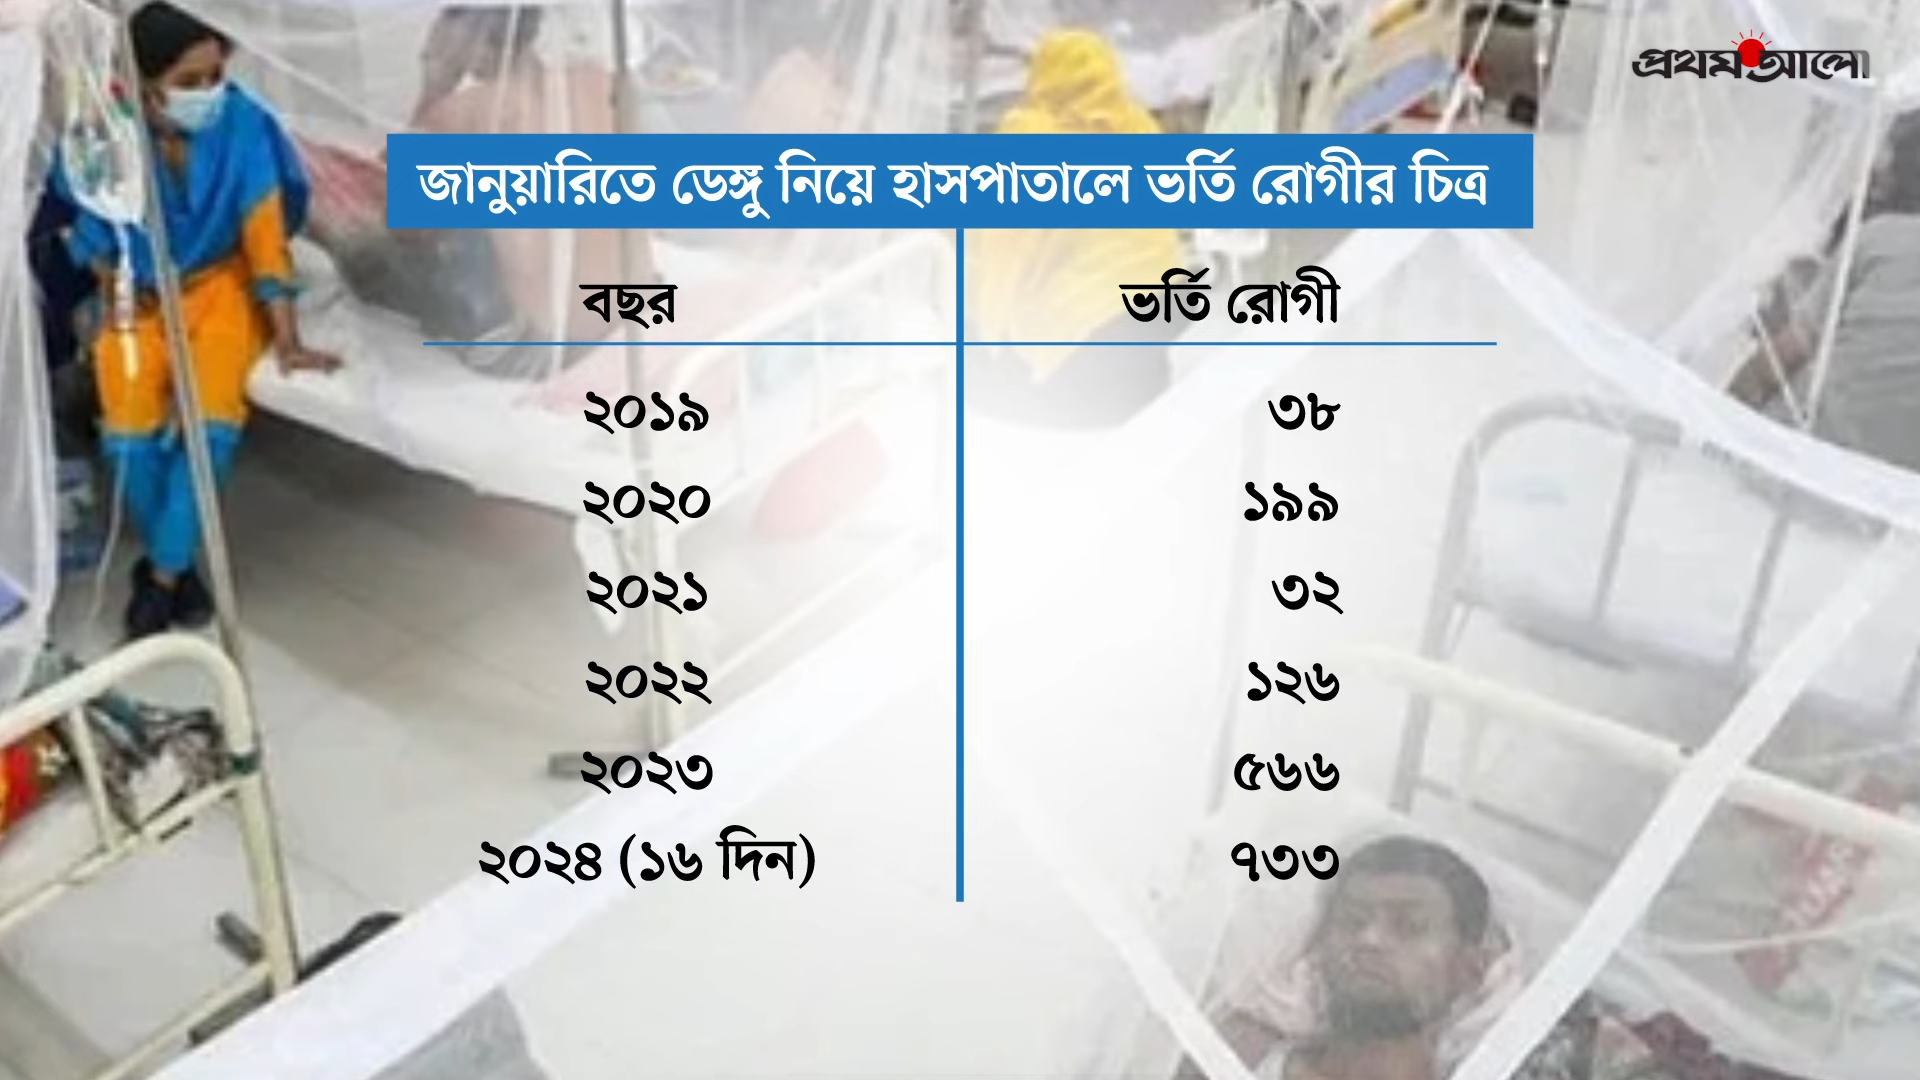 প্রথম আলো
জানুয়ারিতে ডেঙ্গু নিয়ে হাসপাতালে ভর্তি রোগীর চিত্র
বছর ভর্তি রোগী
২০১৯ ৩৮
২০২০ ১৯৯
২০২১ ৩২
২০২২ ১২৬
২০২৩ ৫৬৬
২০২৪ (১৬ দিন) ৭৩৩